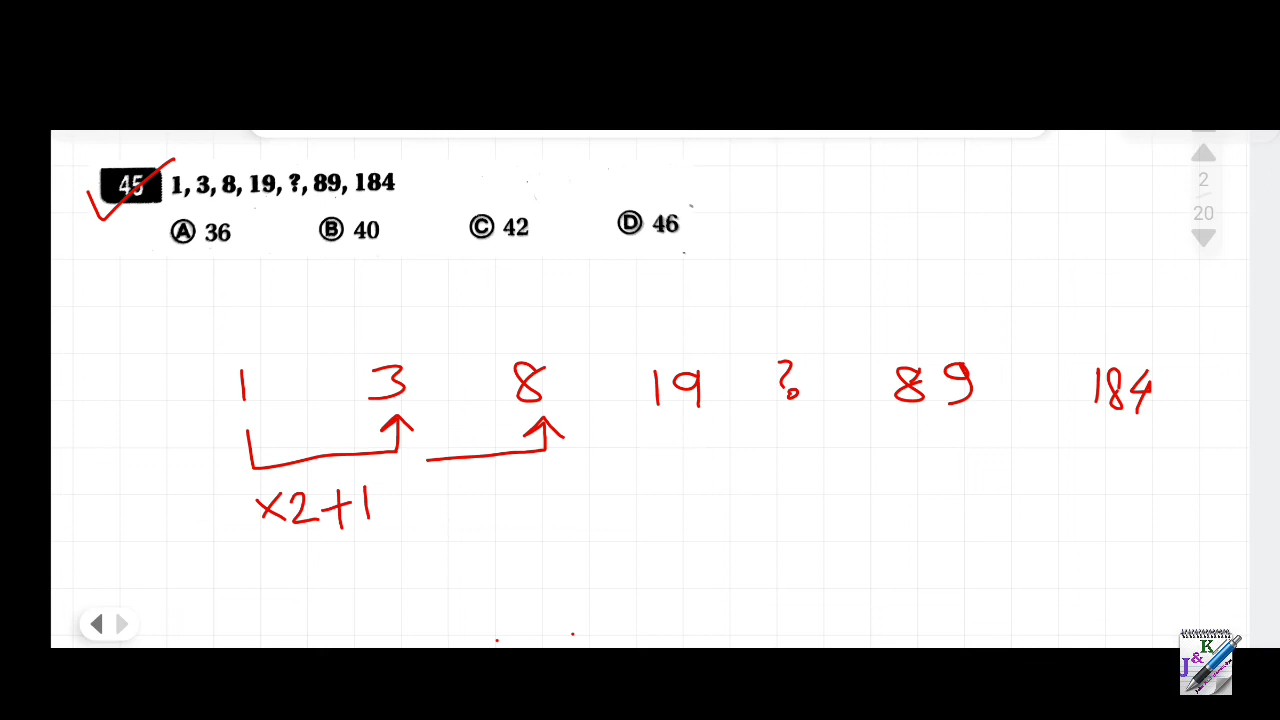 45 1, 3, 8, 19, ?, 89, 184
Ⓐ 36 Ⓑ 40 Ⓒ 42 Ⓓ 46
2
20
1 3 8 19 ? 89 184
×2+1
J&K